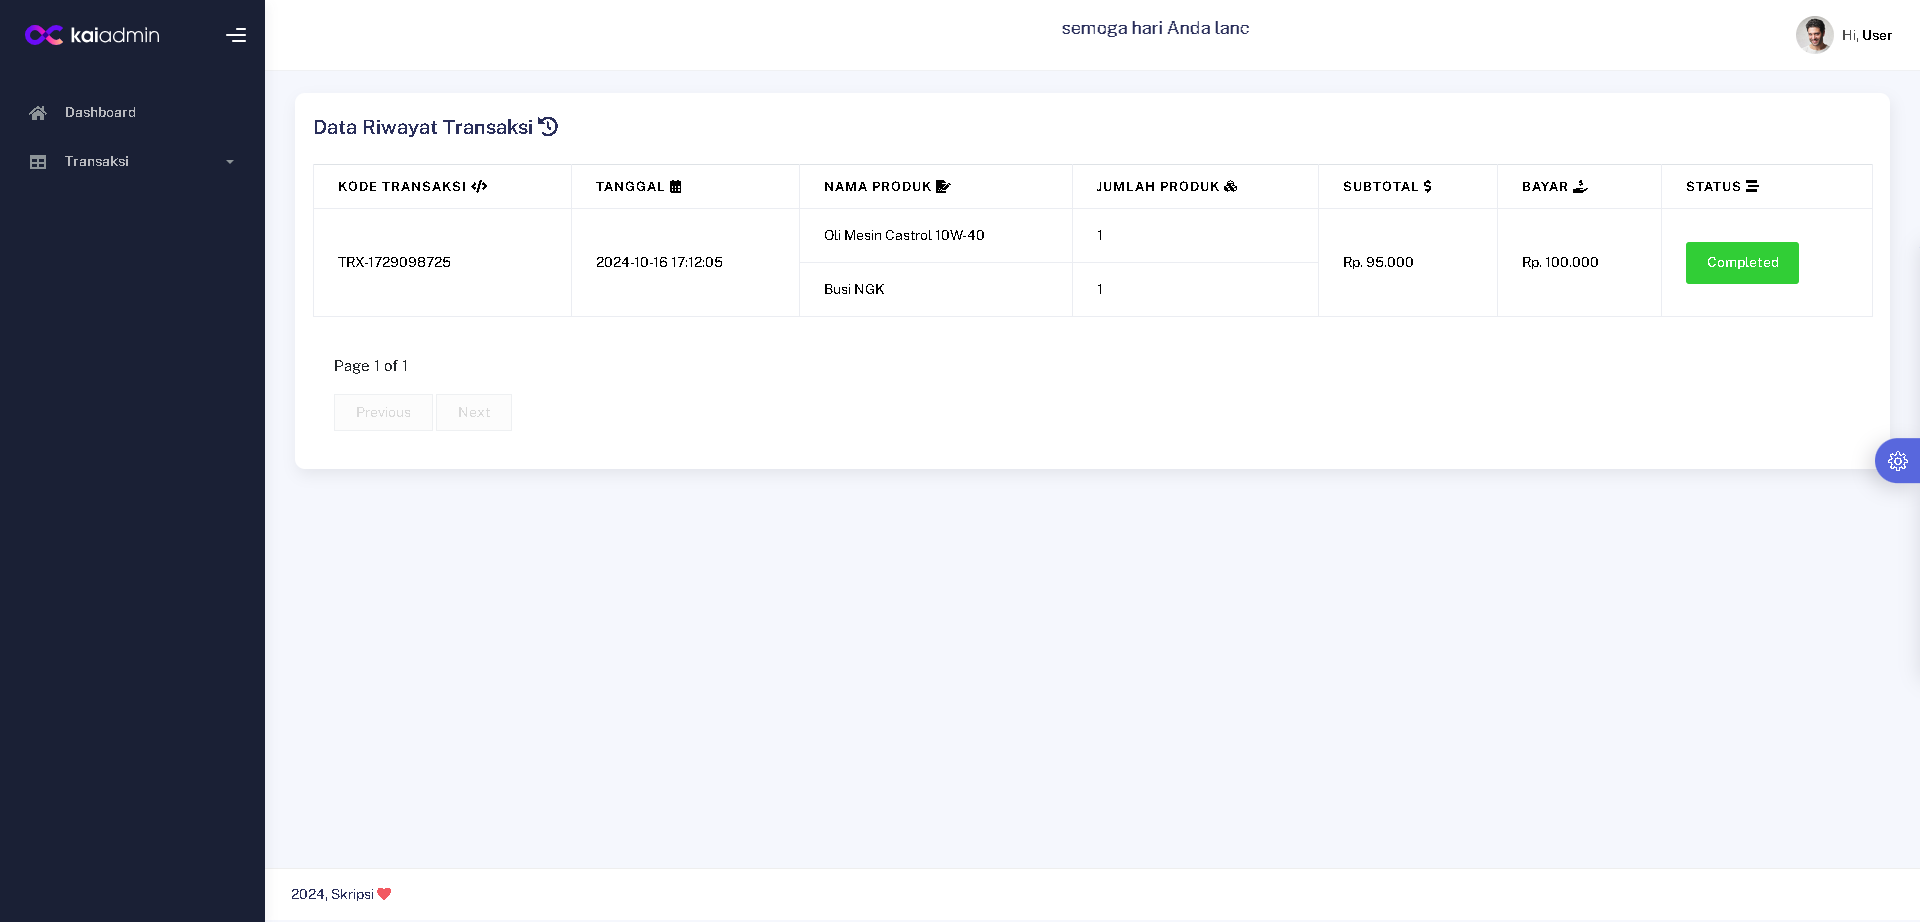 kaiadmin
semoga hari Anda lanc
Hi, User
Dashboard
Transaksi
Data Riwayat Transaksi
KODE TRANSAKSI TANGGAL NAMA PRODUK JUMLAH PRODUK SUBTOTAL BAYAR STATUS
Oli Mesin Castrol 10W-40 1
TRX-1729098725 2024-10-16 17:12:05 Rp. 95.000 Rp. 100.000 Completed
Busi NGK 1
Page 1 of 1
Previous Next
2024, Skripsi